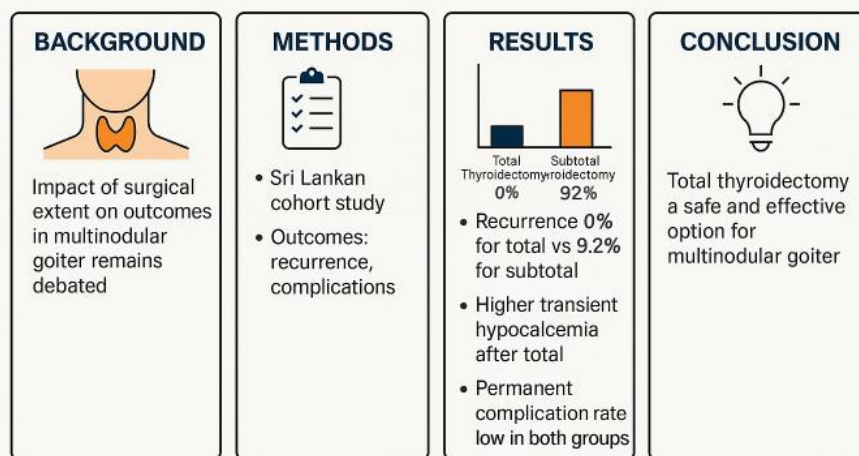 BACKGROUND
Impact of surgical
extent on outcomes
in multinodular
goiter remains
debated
METHODS
• Sri Lankan
cohort study
• Outcomes:
recurrence,
complications
RESULTS
Total Subtotal
Thyroidectomyyroidectomy
0% 92%
• Recurrence 0%
for total vs 9.2%
for subtotal
• Higher transient
hypocalcemia
after total
• Permanent
complication rate
low in both groups
CONCLUSION
Total thyroidectomy
a safe and effective
option for
multinodular goiter